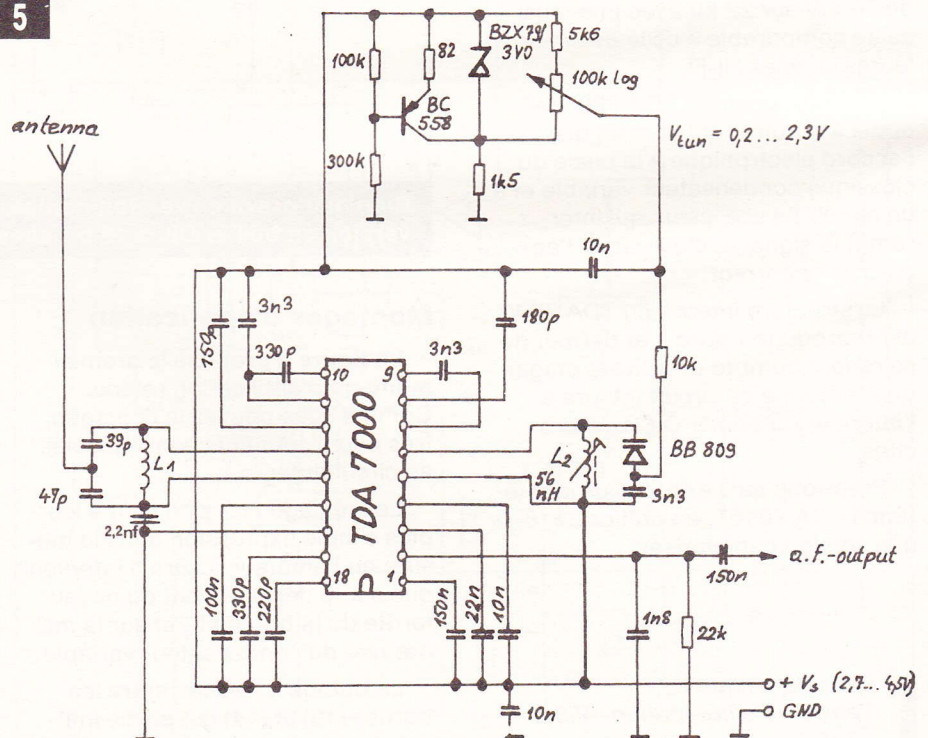 5
BZX79/
3V0
5k6
100k
82
100k log
BC
558
antenna
Vtun = 0,2... 2,3V
300k
1k5
10n
3n3
150p
180p
330p
3n3
10
9
10k
TDA 7000
39p
L1
L2
BB 809
47p
56
nH
3n3
2,2nf
18
1
a.F.-output
150n
100n
330p
220p
150n
22n
10n
1n8
22k
+ Vs (2,7... 4,5V)
10n
GND